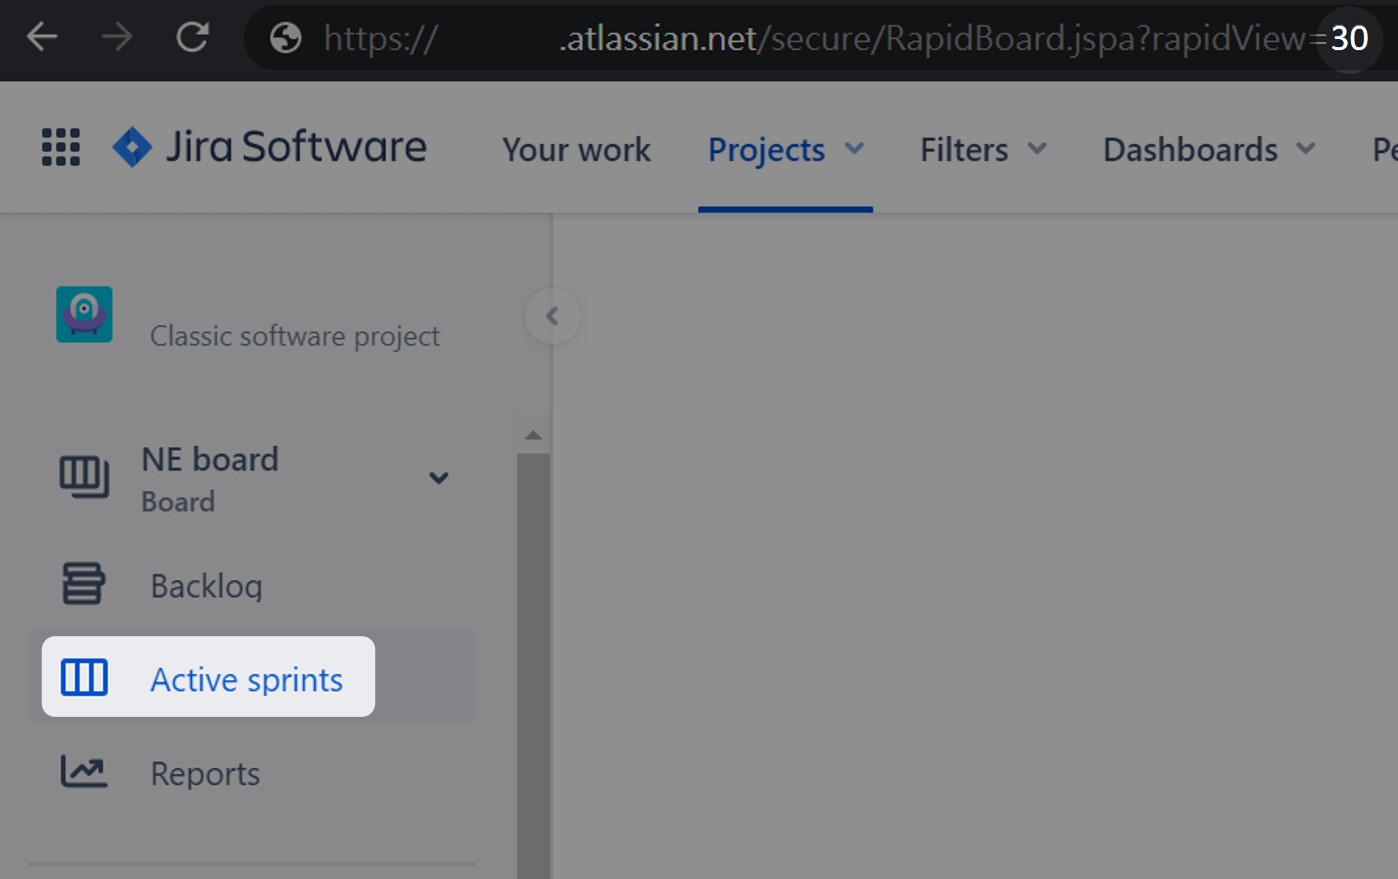 https:// .atlassian.net/secure/RapidBoard.jspa?rapidView=30
Jira Software Your work Projects Filters Dashboards Pe
Classic software project
NE board
Board
Backlog
Active sprints
Reports